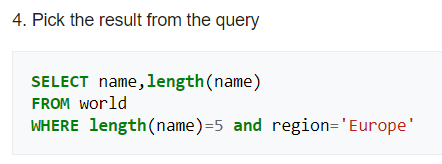 4. Pick the result from the query
SELECT name,length(name)
FROM world
WHERE length(name)=5 and region='Europe'